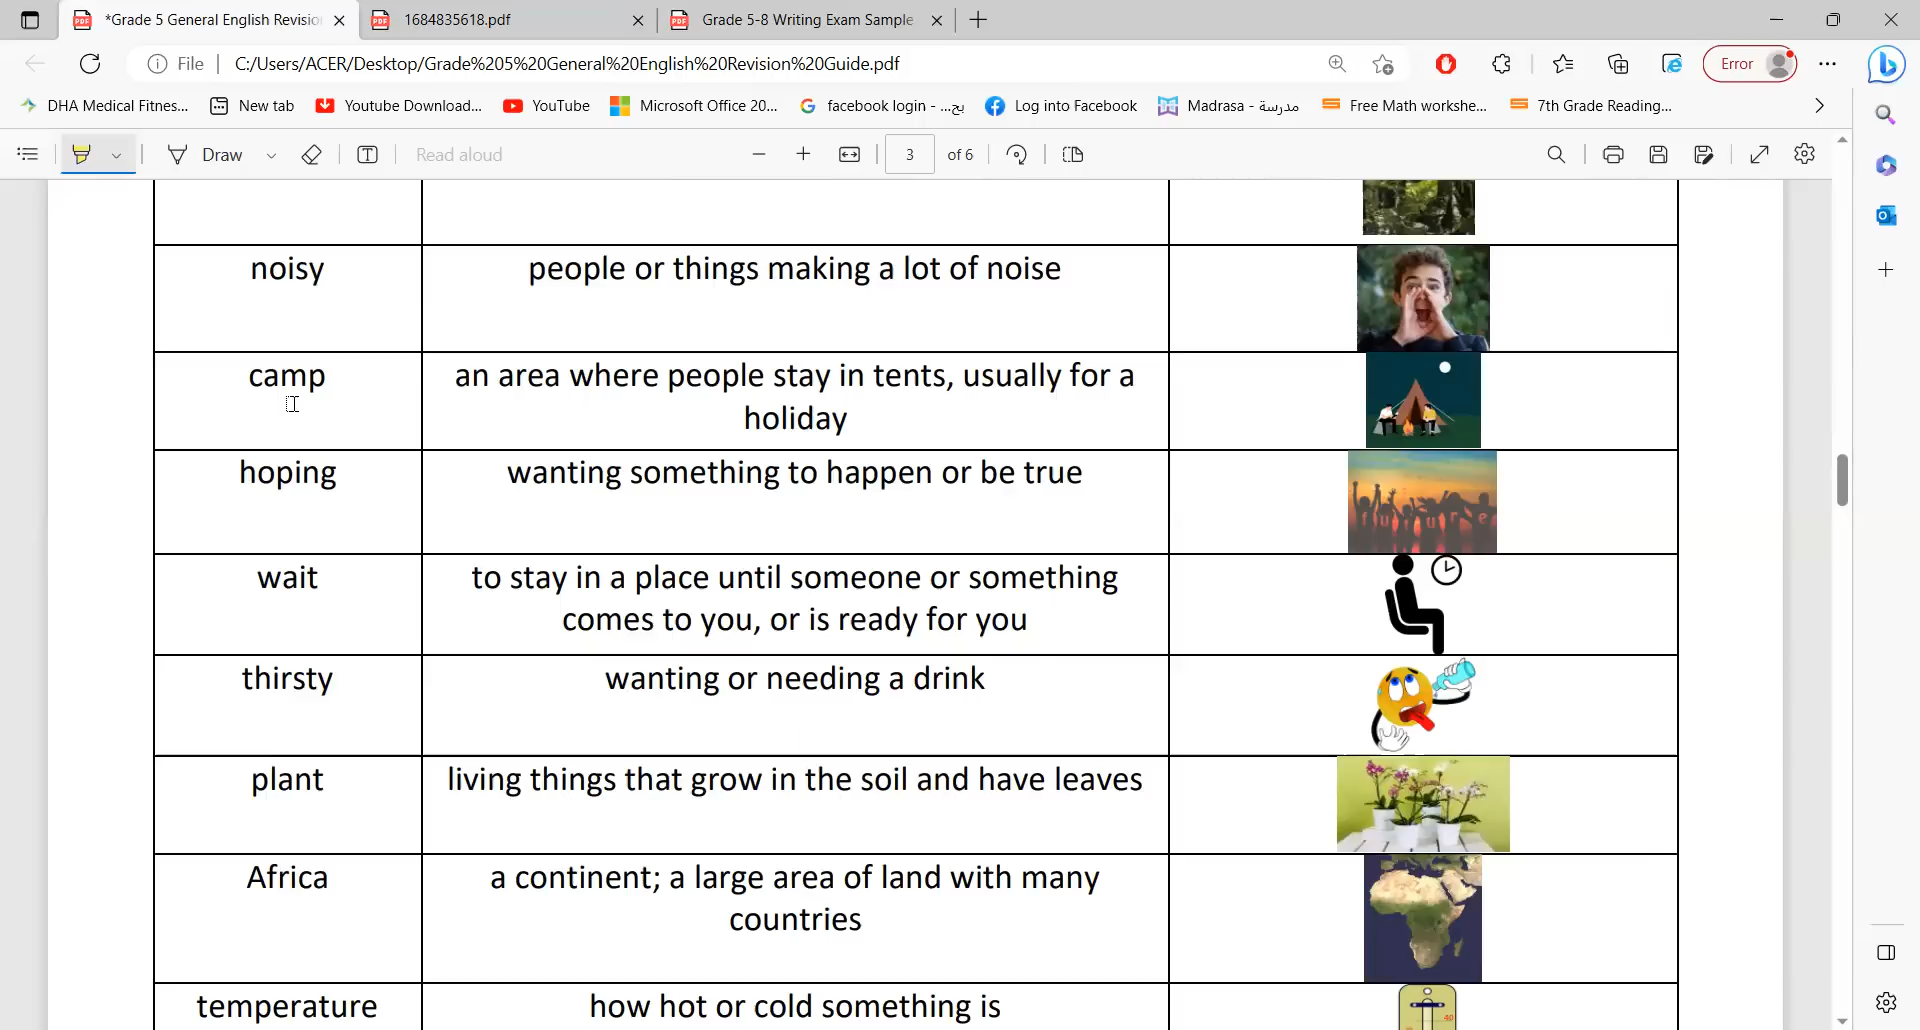 *Grade 5 General English Revisio
1684835618.pdf
Grade 5-8 Writing Exam Sample
File
C:/Users/ACER/Desktop/Grade%205%20General%20English%20Revision%20Guide.pdf
Error
DHA Medical Fitnes...
New tab
Youtube Download...
YouTube
Microsoft Office 20...
facebook login - ...بح
Log into Facebook
Madrasa - مدرسة
Free Math workshe...
7th Grade Reading...
Draw
Read aloud
3
of 6
noisy
people or things making a lot of noise
camp
an area where people stay in tents, usually for a
holiday
hoping
wanting something to happen or be true
future
wait
to stay in a place until someone or something
comes to you, or is ready for you
thirsty
wanting or needing a drink
plant
living things that grow in the soil and have leaves
Africa
a continent; a large area of land with many
countries
temperature
how hot or cold something is
40